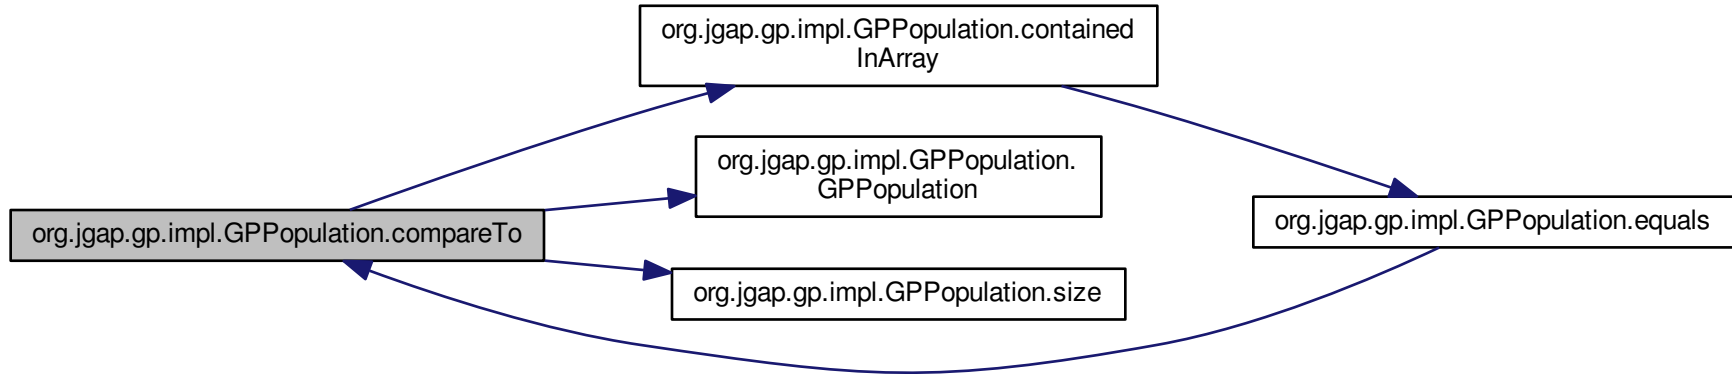 org.jgap.gp.impl.GPPopulation.contained
InArray
org.jgap.gp.impl.GPPopulation.
GPPopulation
org.jgap.gp.impl.GPPopulation.compareTo
org.jgap.gp.impl.GPPopulation.equals
org.jgap.gp.impl.GPPopulation.size